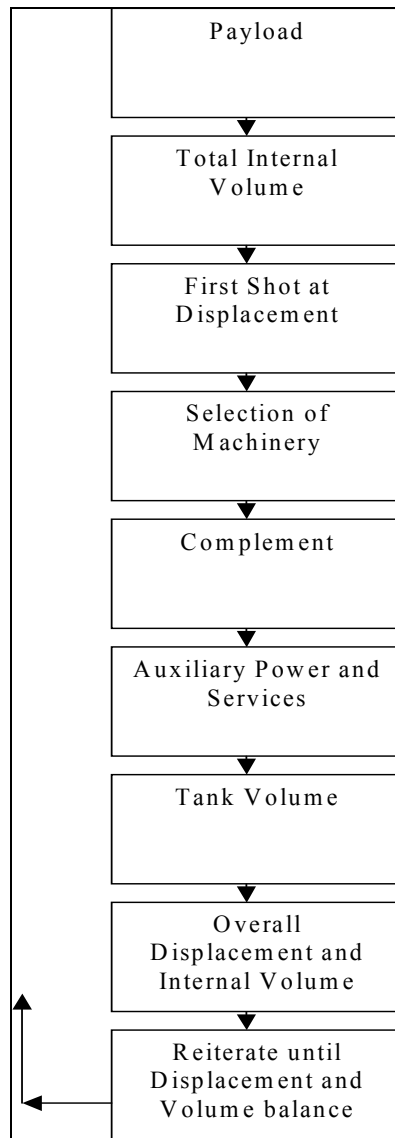 Payload
Total Internal
Volume
First Shot at
Displacement
Selection of
Machinery
Complement
Auxiliary Power and
Services
Tank Volume
Overall
Displacement and
Internal Volume
Reiterate until
Displacement and
Volume balance